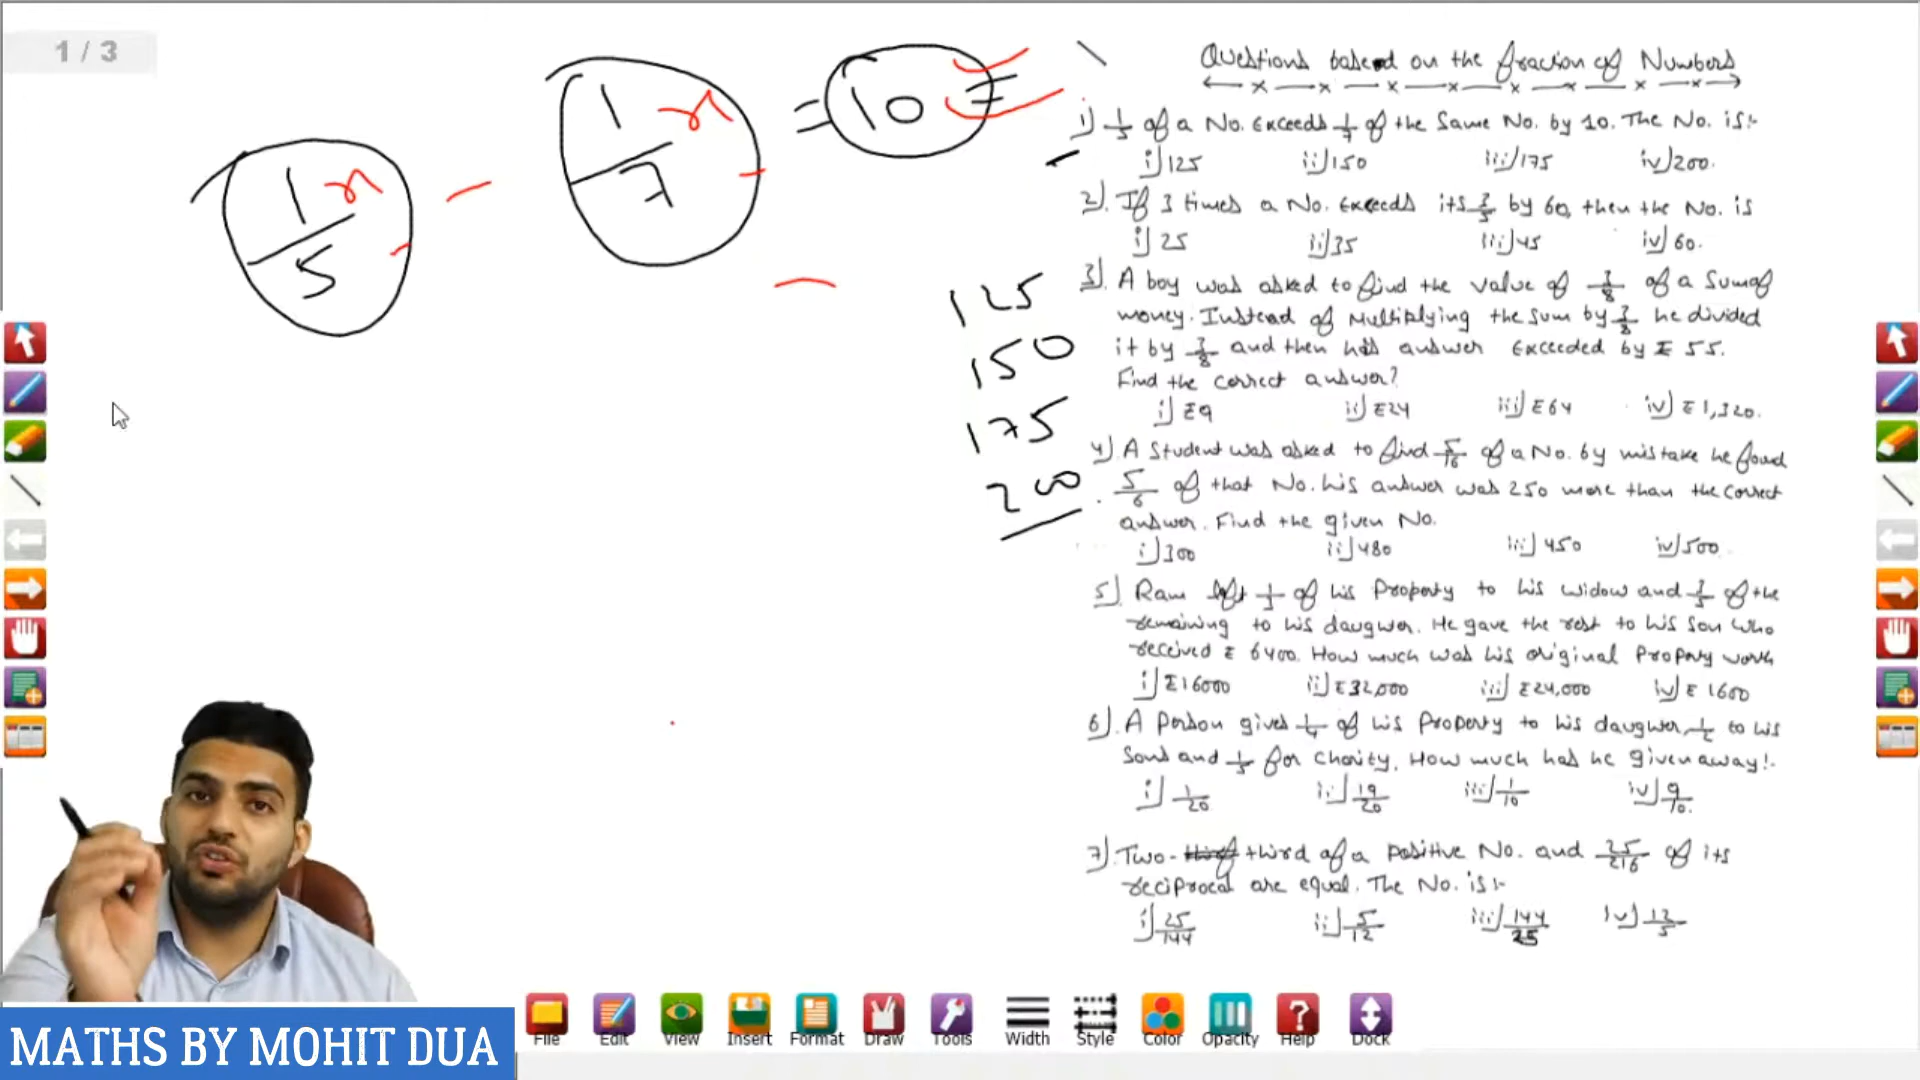 1 / 3
1/5 x - 1/7 x = 10 =
125
150
175
200
Questions based on the fraction of Numbers
1) 1/5 of a No. Exceeds 1/7 of the Same No. by 10. The No. is:-
i) 125 ii) 150 iii) 175 iv) 200.
2). If 3 times a No. Exceeds its 3/5 by 60, then the No. is
i) 25 ii) 35 iii) 45 iv) 60.
3). A boy was asked to find the value of 3/8 of a Sum of
money. Instead of Multiplying the sum by 3/8 he divided
it by 3/8 and then his answer Exceeded by ₹ 55.
Find the correct answer?
i) ₹9 ii) ₹24 iii) ₹64 iv) ₹1,320.
4) A Student was asked to find 5/16 of a No. by mistake he found
5/6 of that No. his answer was 250 more than the correct
answer. Find the given No.
i) 300 ii) 480 iii) 450 iv) 500
5) Ram left 1/3 of his Property to his widow and 3/5 of the
remaining to his daugwer. He gave the rest to his Son who
received ₹ 6400. How much was his original Property worth
i) ₹16000 ii) ₹32,000 iii) ₹24,000 iv) ₹1600
6). A Person gives 1/4 of his Property to his daugwer, 1/2 to his
Sons and 1/5 for Charity. How much has he given away!-
i) 1/20 ii) 19/20 iii) 1/10 iv) 9/10.
7). Two- third of a Positive No. and 25/216 of its
reciprocal are equal. The No. is:-
i) 25/144 ii) 5/12 iii) 144/25 iv) 12/5
MATHS BY MOHIT DUA
File Edit View Insert Format Draw Tools Width Style Color Opacity Help Dock